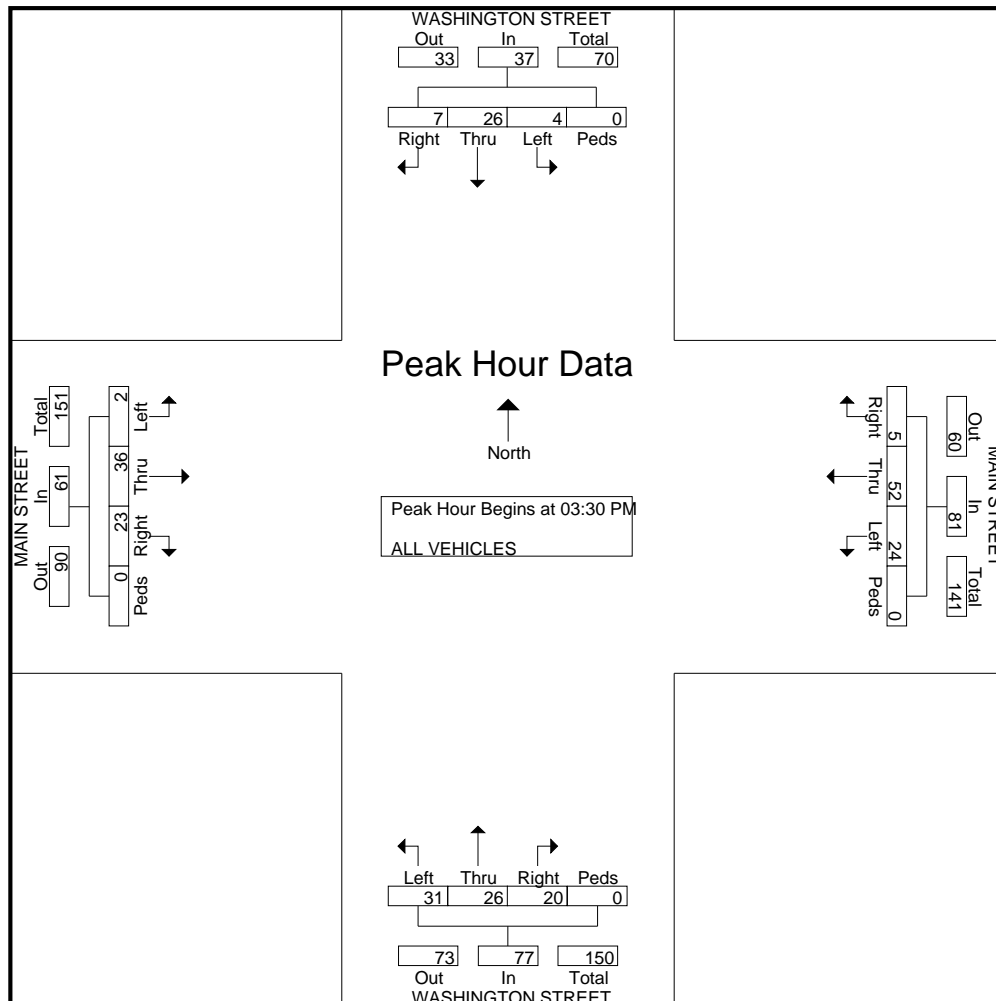 WASHINGTON STREET
Out In Total
33 37 70
7 26 4 0
Right Thru Left Peds
Peak Hour Data
North
Peak Hour Begins at 03:30 PM
ALL VEHICLES
MAIN STREET
Out In Total
90 61 151
2 36 23 0
Left Thru Right Peds
MAIN STREET
Out In Total
60 81 141
5 52 24 0
Right Thru Left Peds
Left Thru Right Peds
31 26 20 0
73 77 150
Out In Total
WASHINGTON STREET